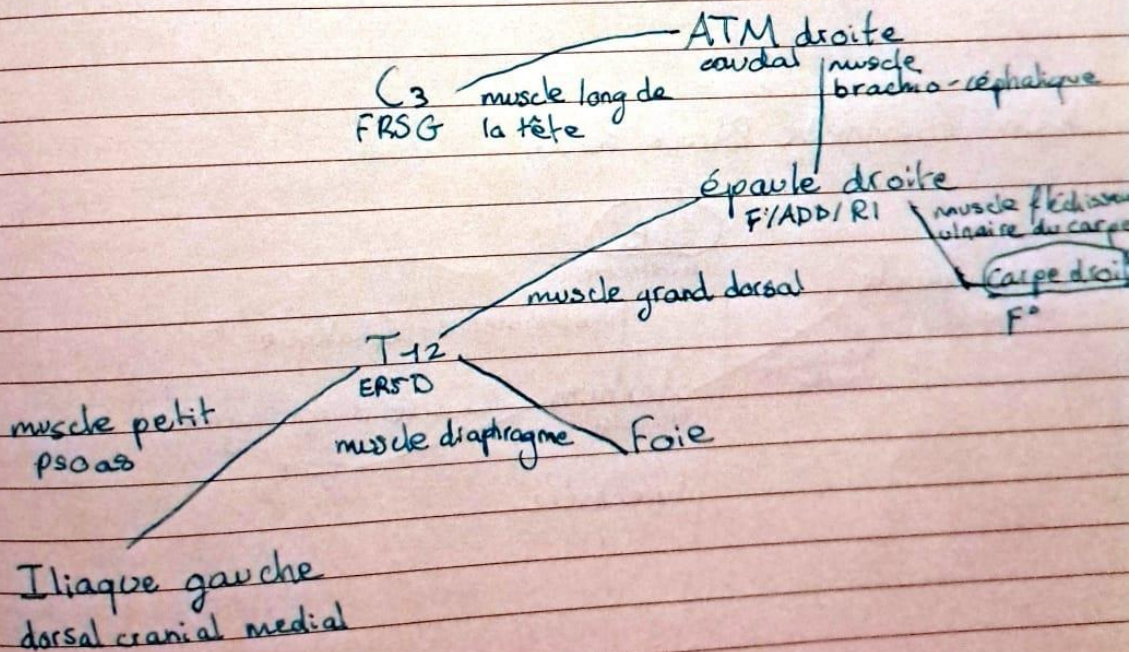 ATM droite
caudal
muscle
brachio-céphalique
C3
FRSG
muscle long de
la tête
épaule droite
F°/ADD/RI
muscle fléchisseu
ulnaire du carpe
Carpe droit
F°
muscle grand dorsal
T12
ERSD
muscle petit
psoas
muscle diaphragme
Foie
Iliaque gauche
dorsal cranial medial